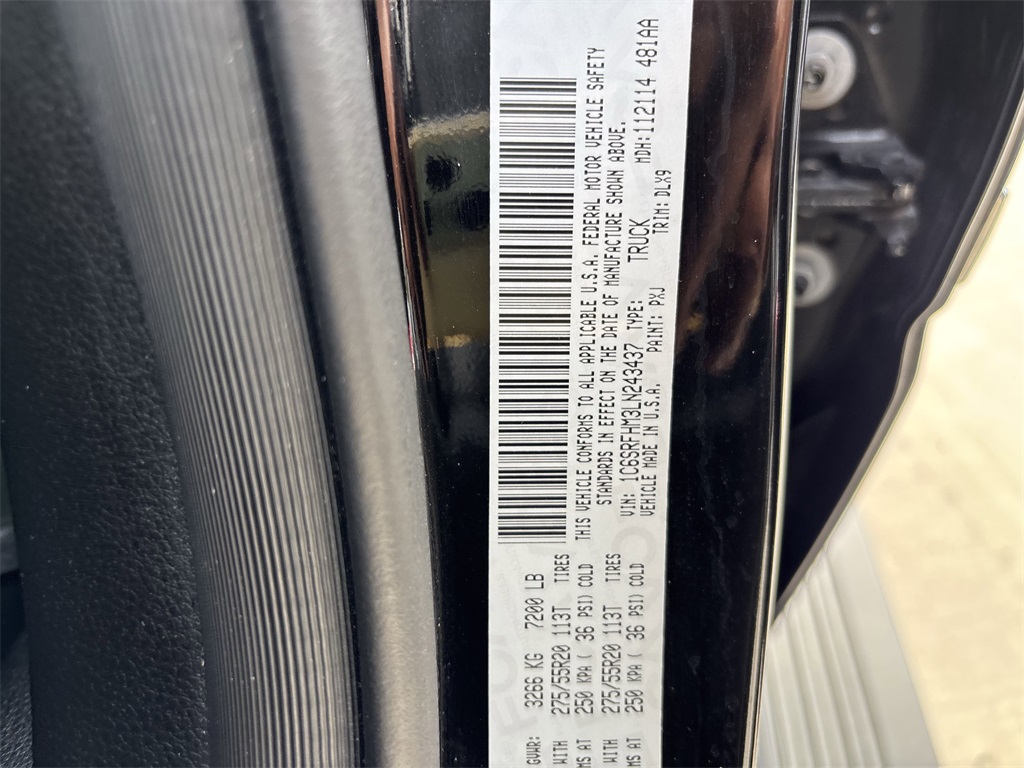 GVWR: 3266 KG 7200 LB
WITH 275/55R20 113T TIRES
MS AT 250 KPA ( 36 PSI) COLD
WITH 275/55R20 113T TIRES
MS AT 250 KPA ( 36 PSI) COLD
THIS VEHICLE CONFORMS TO ALL APPLICABLE U.S.A. FEDERAL MOTOR VEHICLE SAFETY
STANDARDS IN EFFECT ON THE DATE OF MANUFACTURE SHOWN ABOVE.
VIN: 1C6SRFHM3LN243437 TYPE: TRUCK MDH:112114 481AA
VEHICLE MADE IN U.S.A. PAINT: PXJ TRIM: DLX9